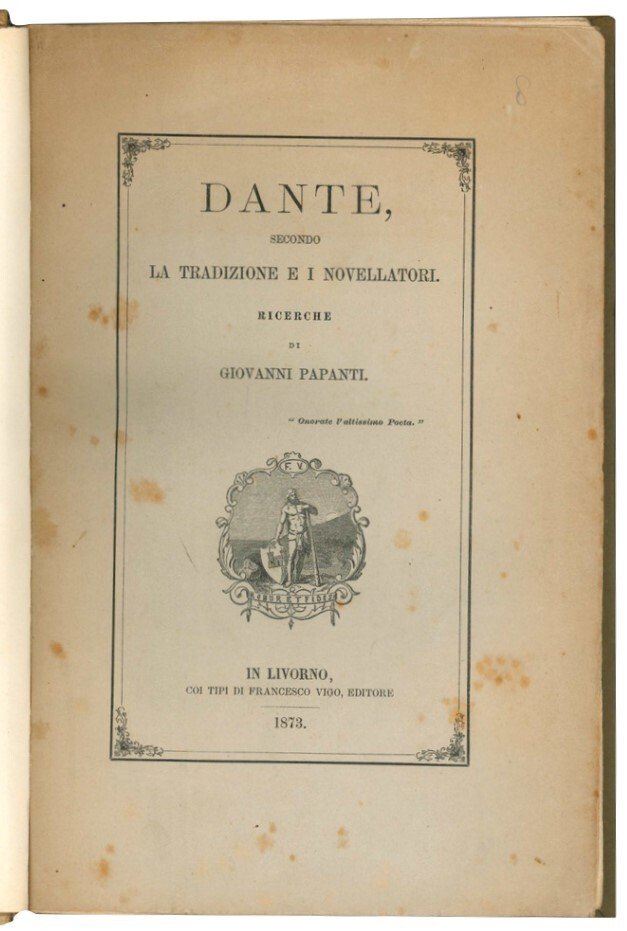 8
DANTE,
SECONDO
LA TRADIZIONE E I NOVELLATORI.
RICERCHE
DI
GIOVANNI PAPANTI.
“ Onorate l'altissimo Poeta. ”
F. V.
IN LIVORNO,
COI TIPI DI FRANCESCO VIGO, EDITORE
1873.